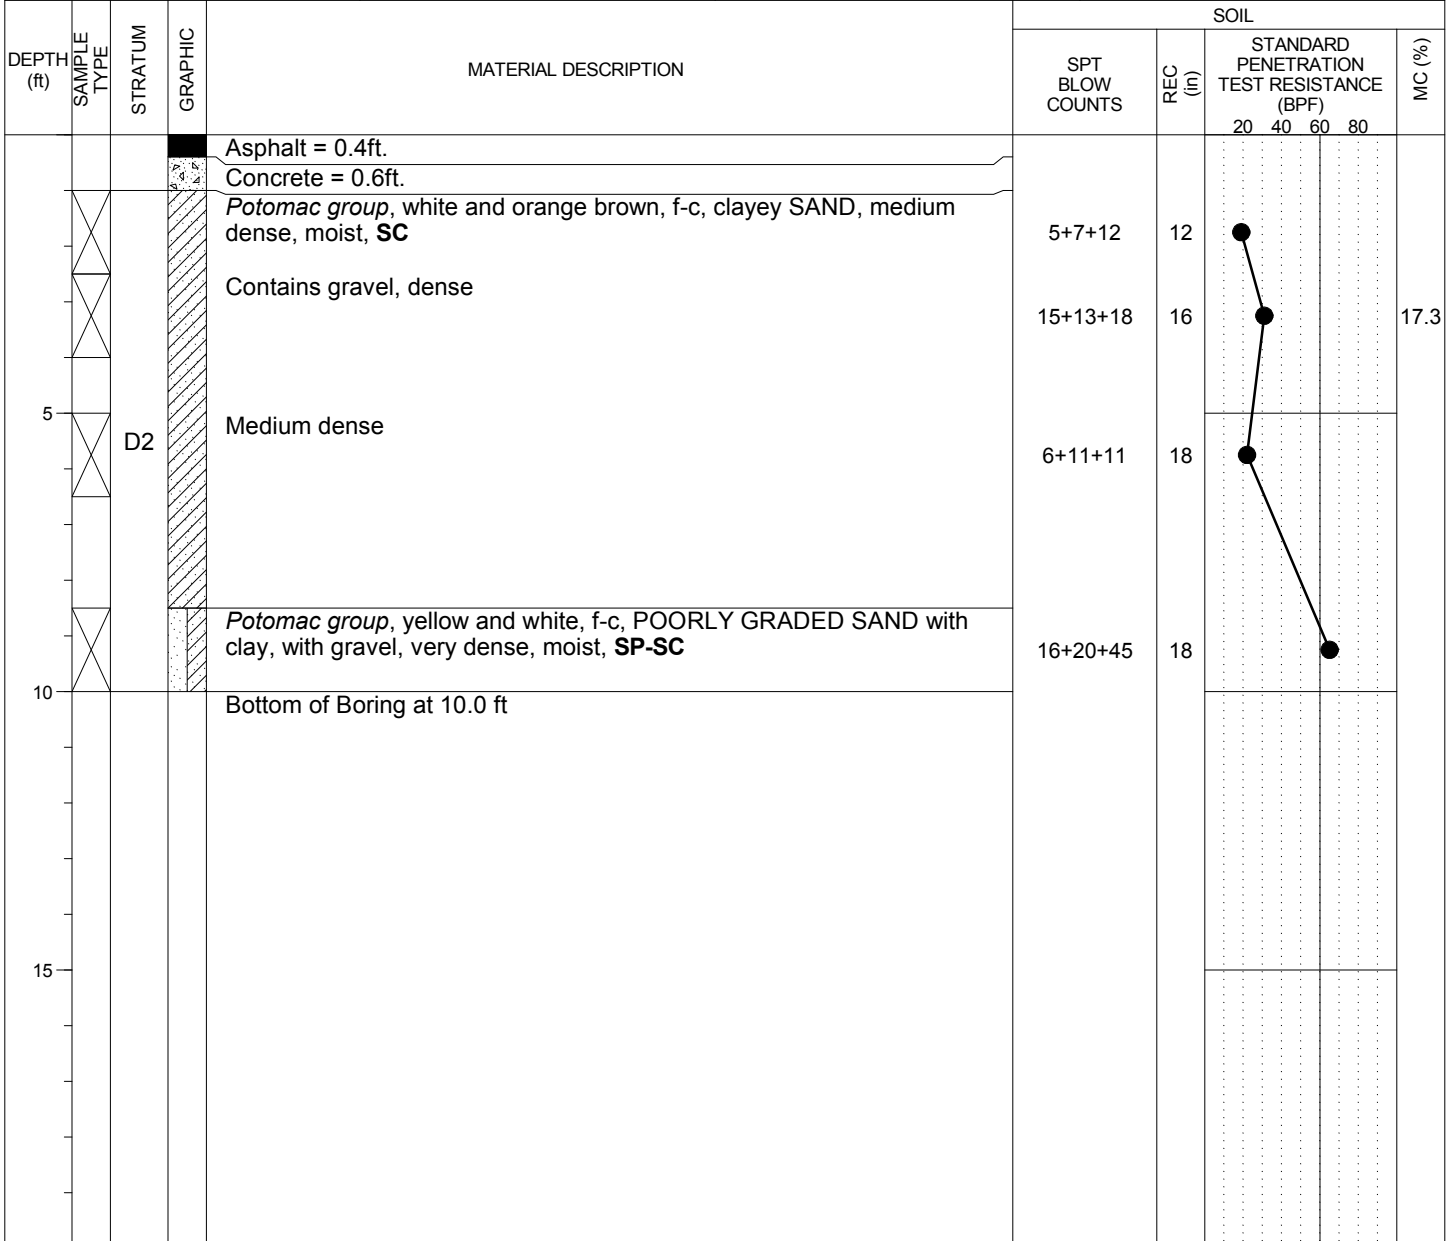 SOIL
DEPTH
(ft)
SAMPLE
TYPE
STRATUM
GRAPHIC
MATERIAL DESCRIPTION
SPT
BLOW
COUNTS
REC
(in)
STANDARD
PENETRATION
TEST RESISTANCE
(BPF)
20 40 60 80
MC (%)
Asphalt = 0.4ft.
Concrete = 0.6ft.
Potomac group, white and orange brown, f-c, clayey SAND, medium
dense, moist, SC
5+7+12 12
Contains gravel, dense
15+13+18 16 17.3
5
Medium dense
D2
6+11+11 18
Potomac group, yellow and white, f-c, POORLY GRADED SAND with
clay, with gravel, very dense, moist, SP-SC
16+20+45 18
10
Bottom of Boring at 10.0 ft
15